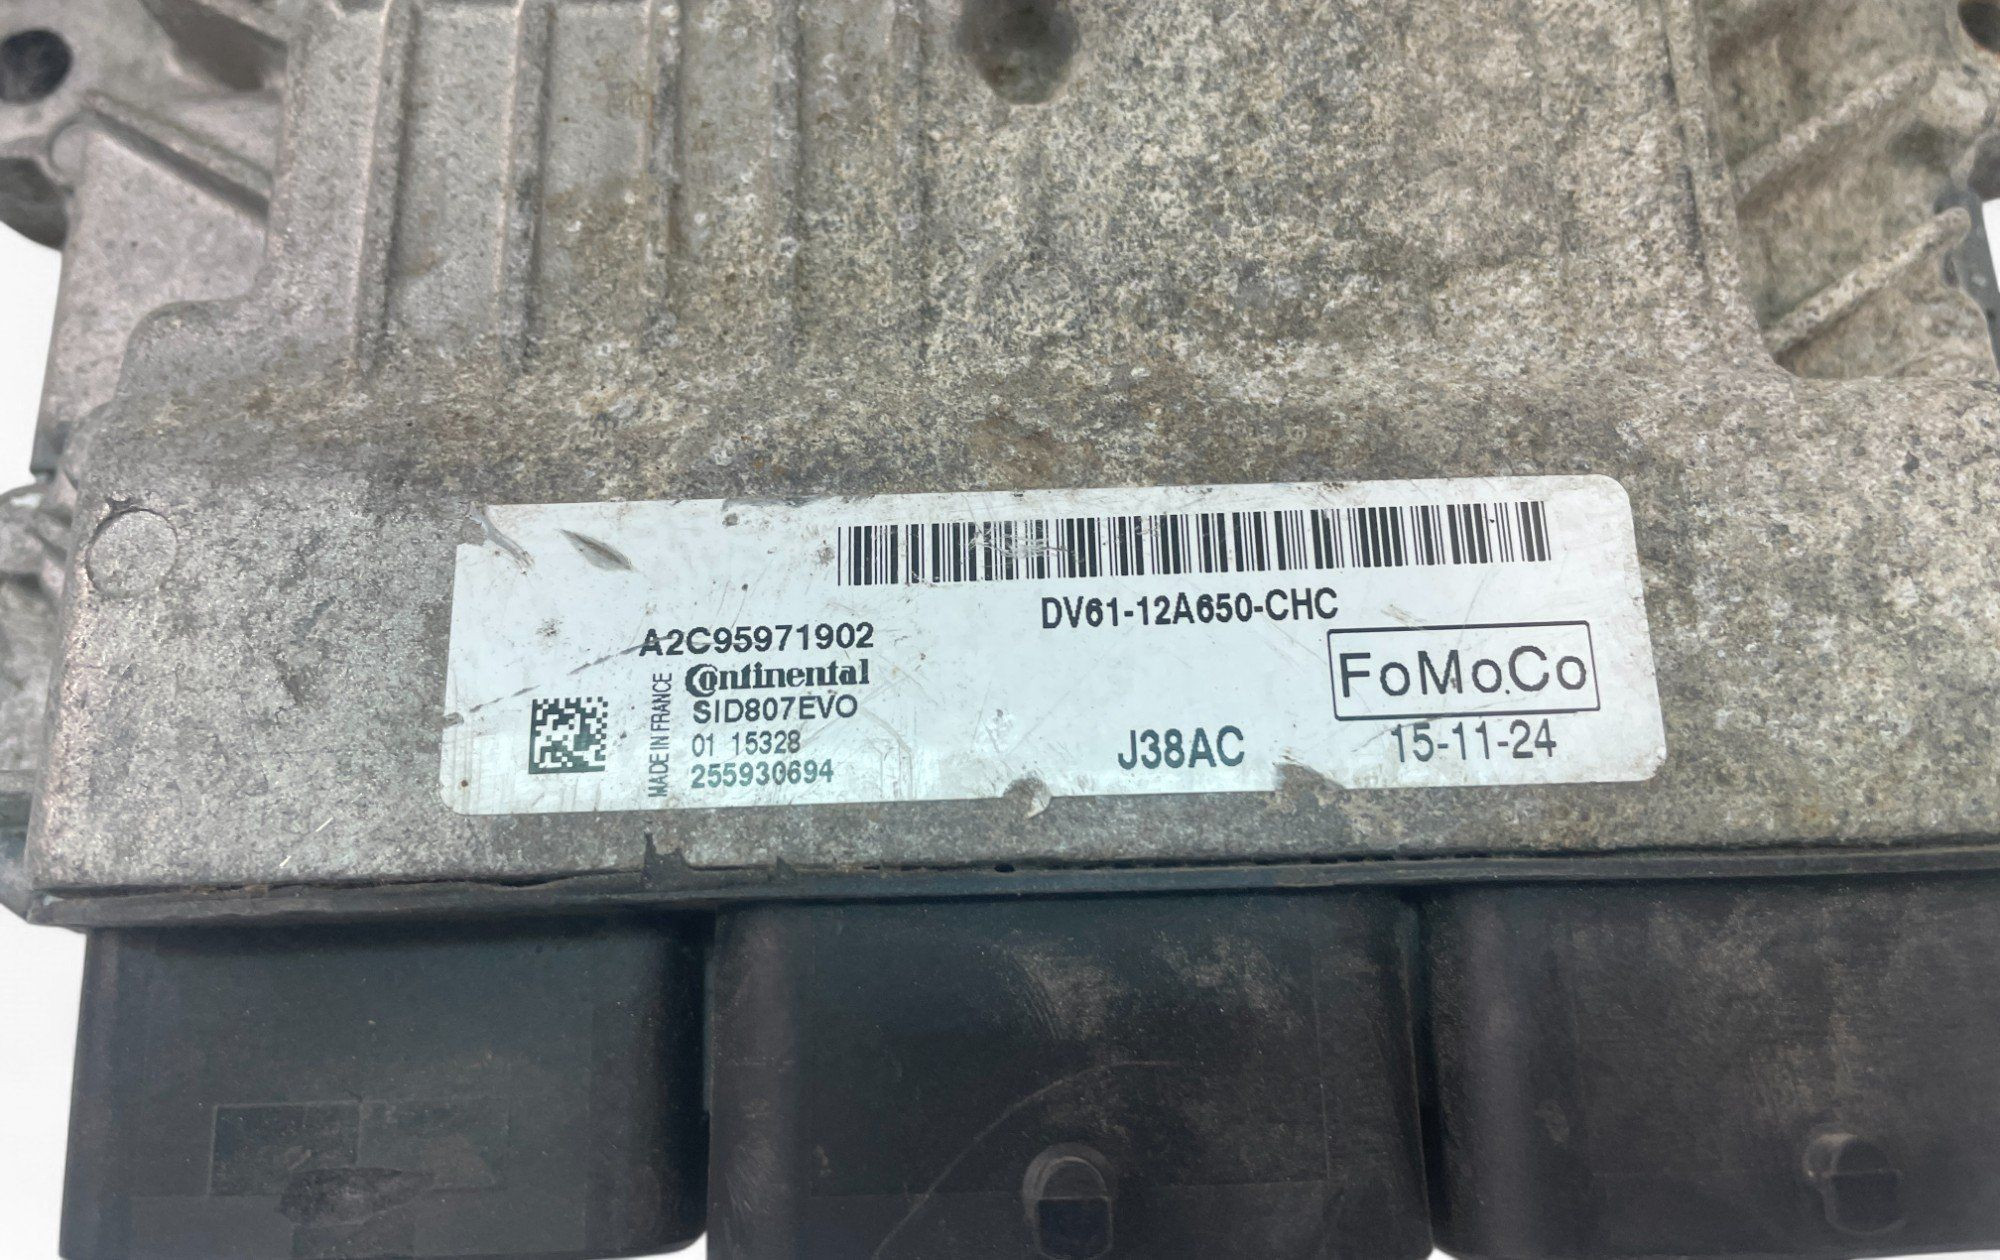 DV61-12A650-CHC
A2C95971902
Continental
MADE IN FRANCE
SID807EVO
01 15328
255930694
FoMoCo
J38AC
15-11-24